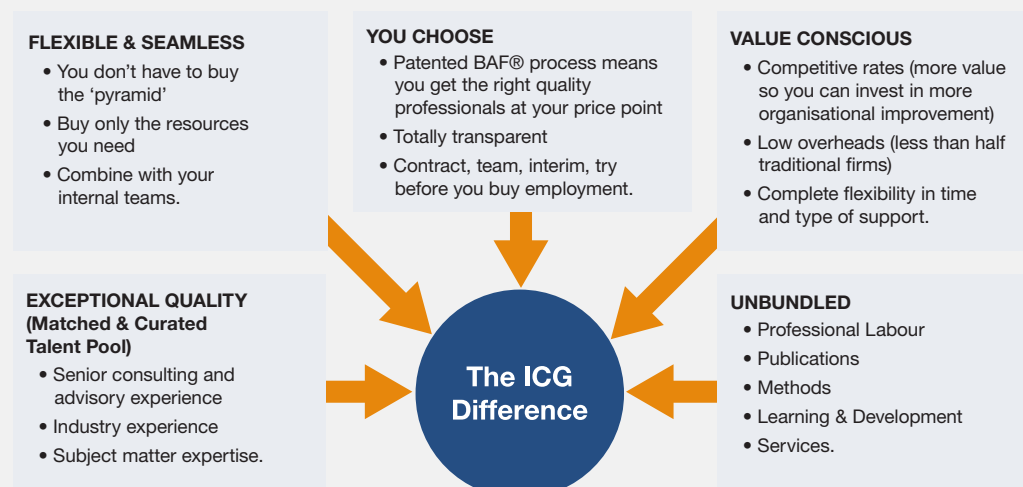 FLEXIBLE & SEAMLESS
• You don't have to buy
the 'pyramid'
• Buy only the resources
you need
• Combine with your
internal teams.
YOU CHOOSE
• Patented BAF® process means
you get the right quality
professionals at your price point
• Totally transparent
• Contract, team, interim, try
before you buy employment.
VALUE CONSCIOUS
• Competitive rates (more value
so you can invest in more
organisational improvement)
• Low overheads (less than half
traditional firms)
• Complete flexibility in time
and type of support.
EXCEPTIONAL QUALITY
(Matched & Curated
Talent Pool)
• Senior consulting and
advisory experience
• Industry experience
• Subject matter expertise.
The ICG
Difference
UNBUNDLED
• Professional Labour
• Publications
• Methods
• Learning & Development
• Services.